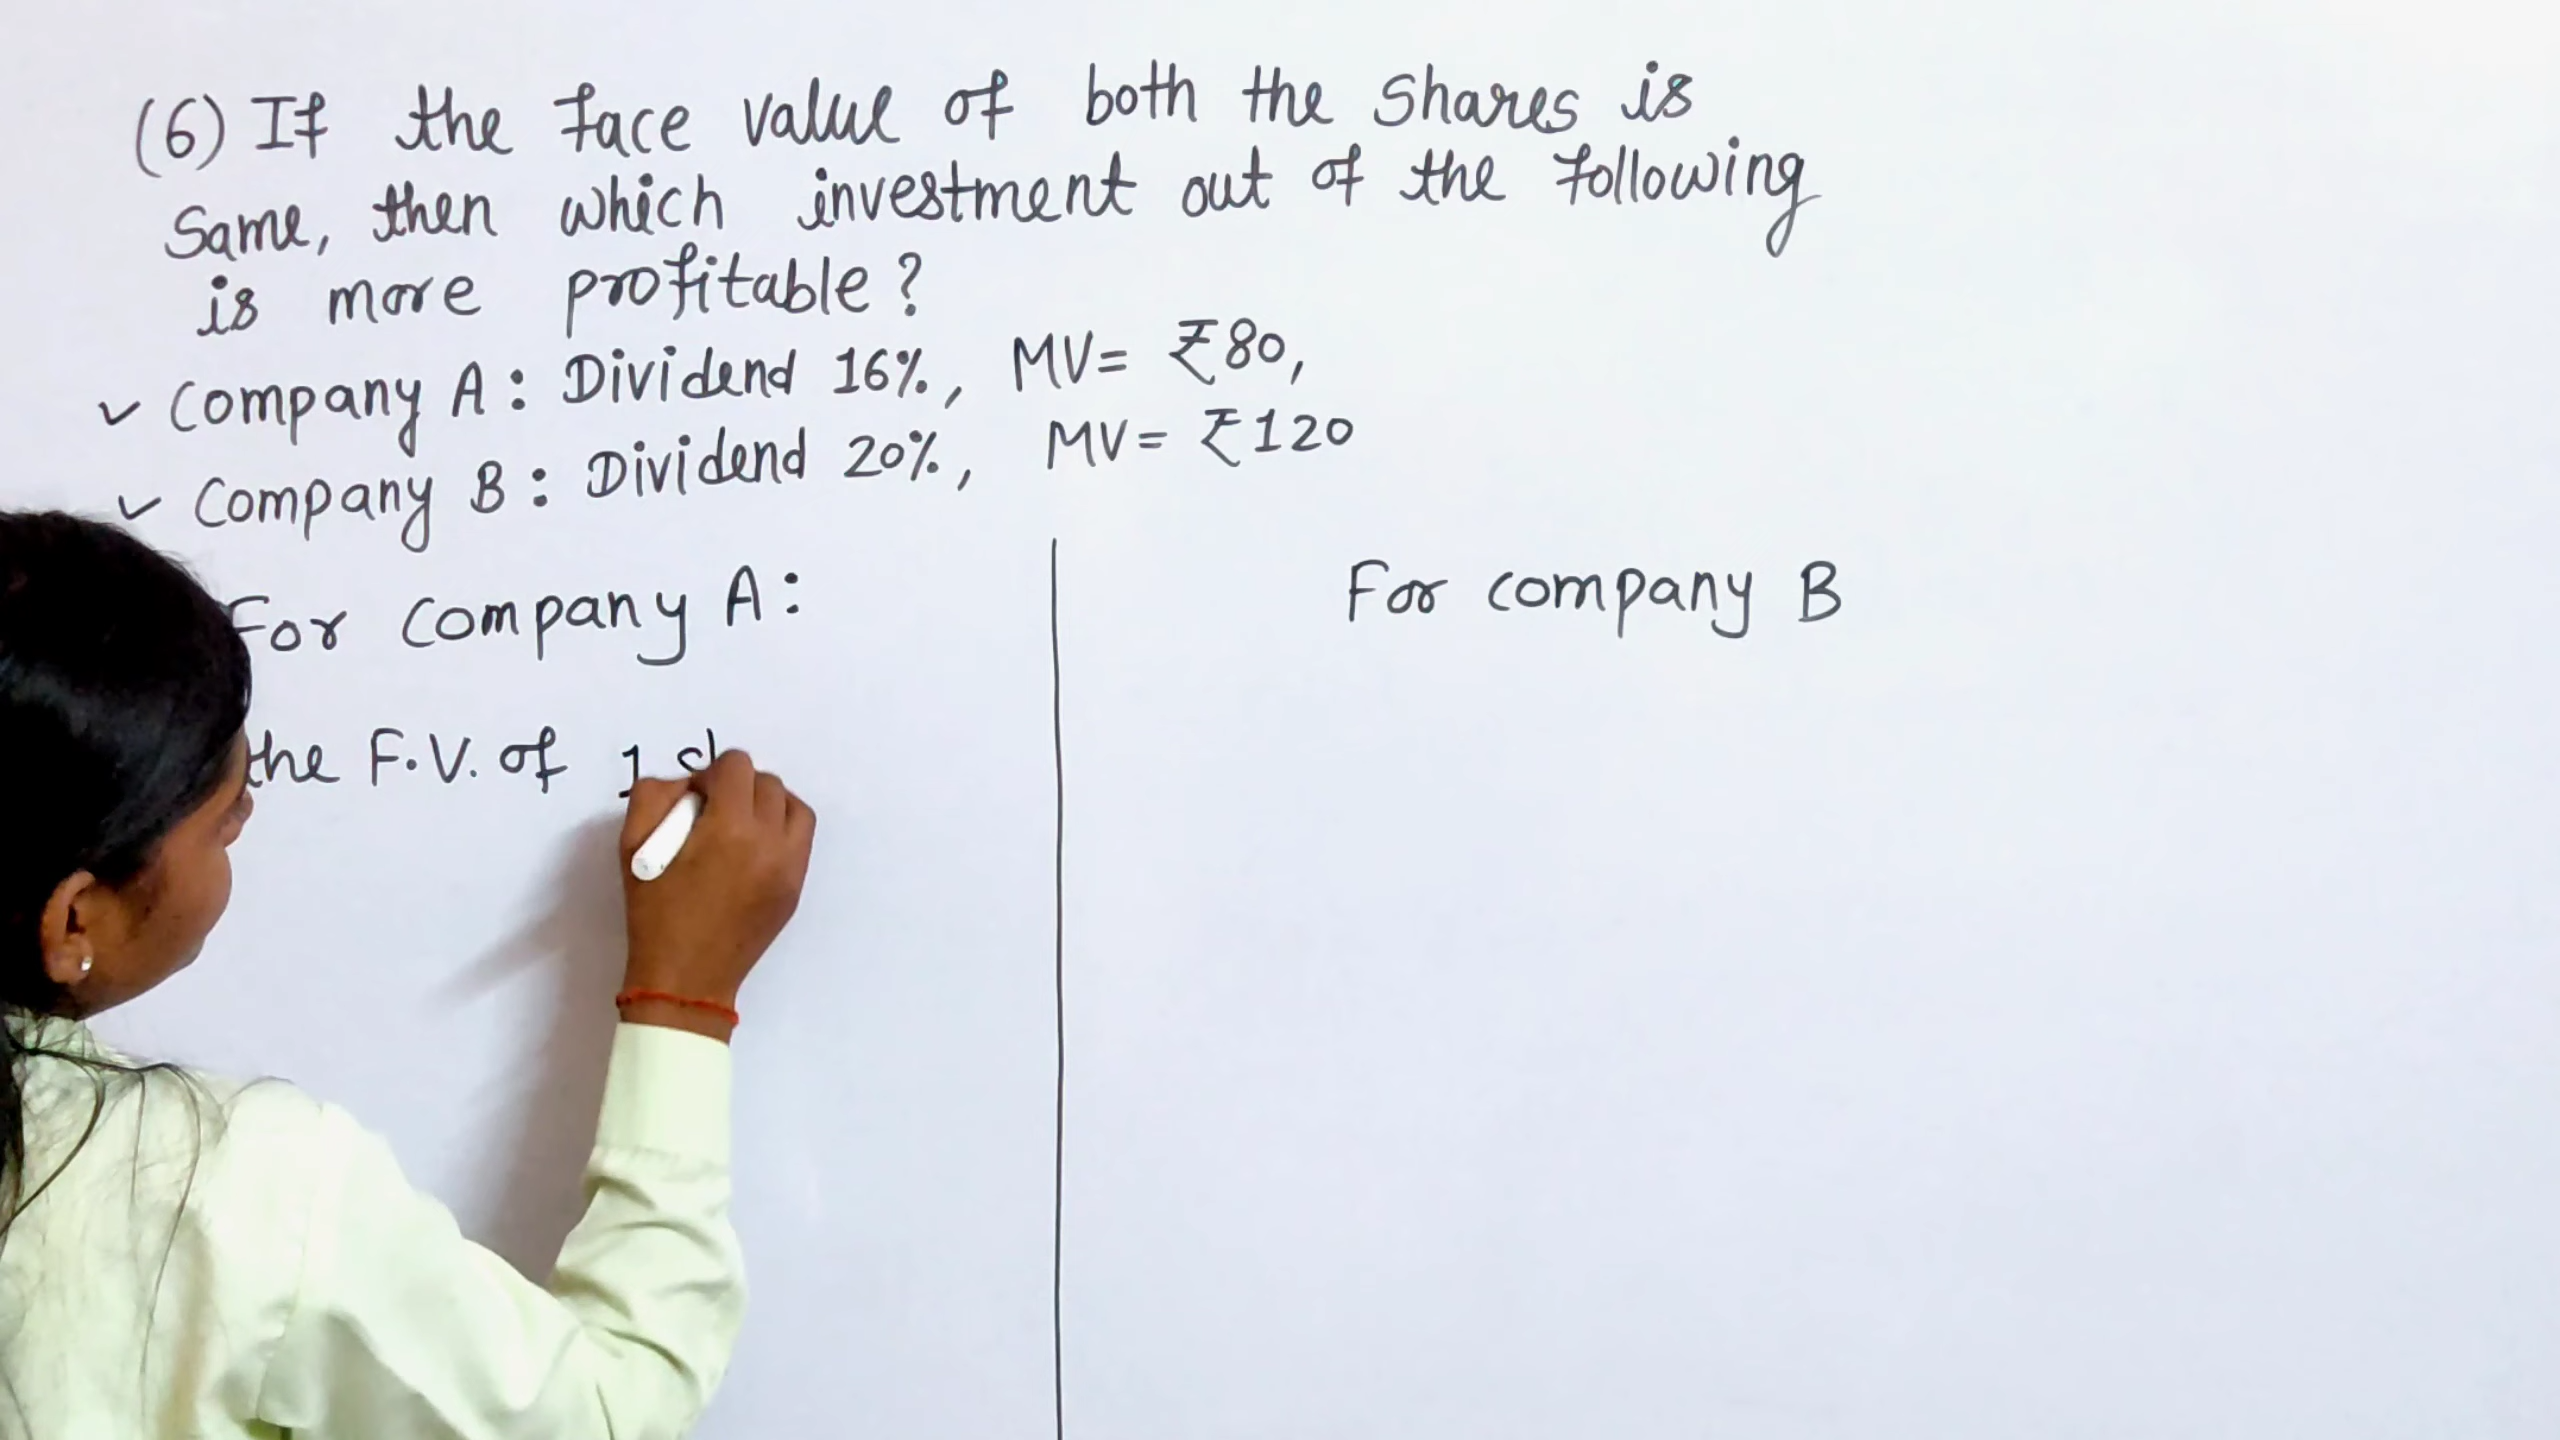 (6) If the face value of both the shares is
Same, then which investment out of the following
is more profitable?
✓ Company A: Dividend 16%, MV= ₹80,
✓ Company B: Dividend 20%, MV= ₹120
For company A:
the F.V. of 1
For company B